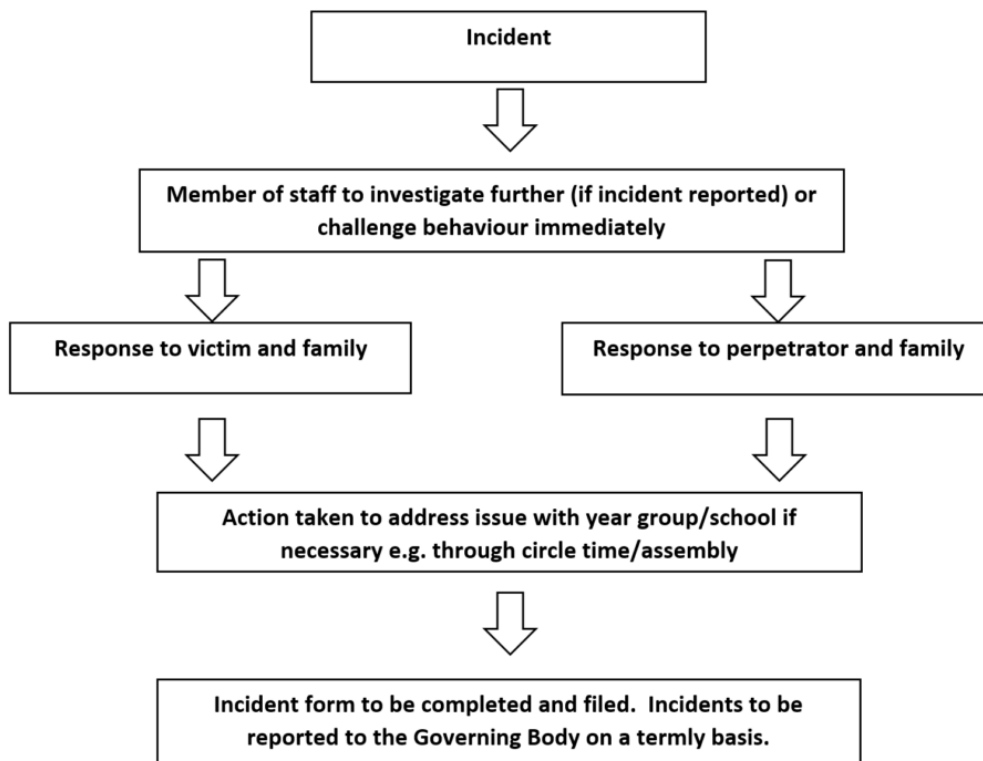 Incident
Member of staff to investigate further (if incident reported) or
challenge behaviour immediately
Response to victim and family
Response to perpetrator and family
Action taken to address issue with year group/school if
necessary e.g. through circle time/assembly
Incident form to be completed and filed.  Incidents to be
reported to the Governing Body on a termly basis.